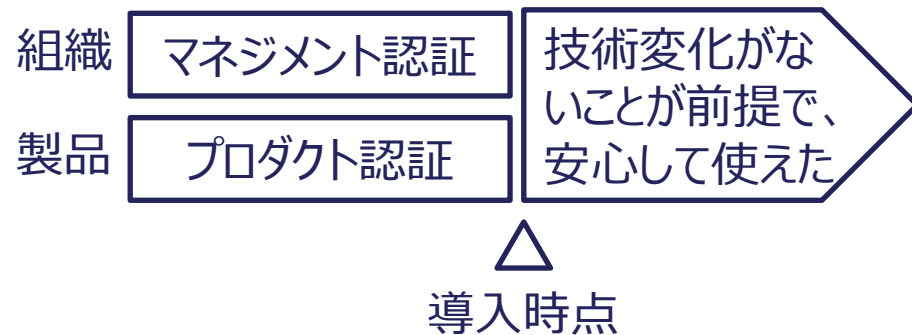 組織
マネジメント認証
製品
プロダクト認証
技術変化がな
いことが前提で、
安心して使えた
導入時点